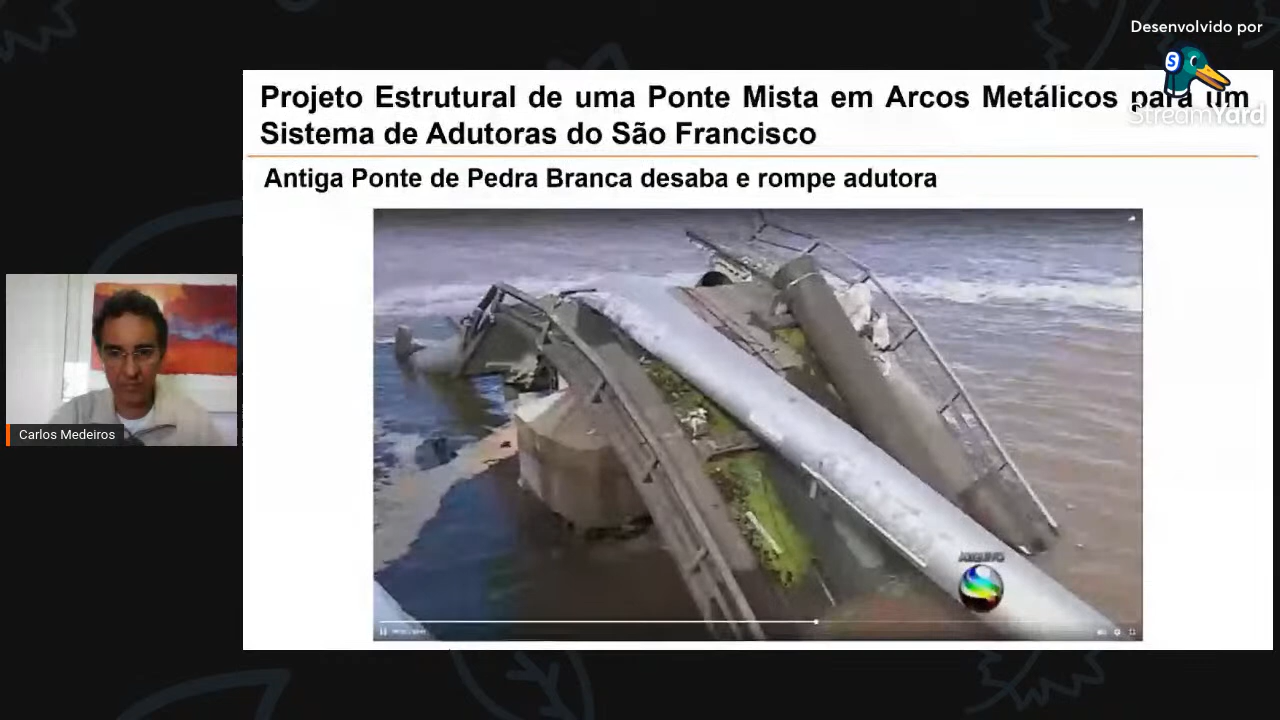 Desenvolvido por
StreamYard
Projeto Estrutural de uma Ponte Mista em Arcos Metálicos para um
Sistema de Adutoras do São Francisco
Antiga Ponte de Pedra Branca desaba e rompe adutora
Carlos Medeiros
ARQUIVO